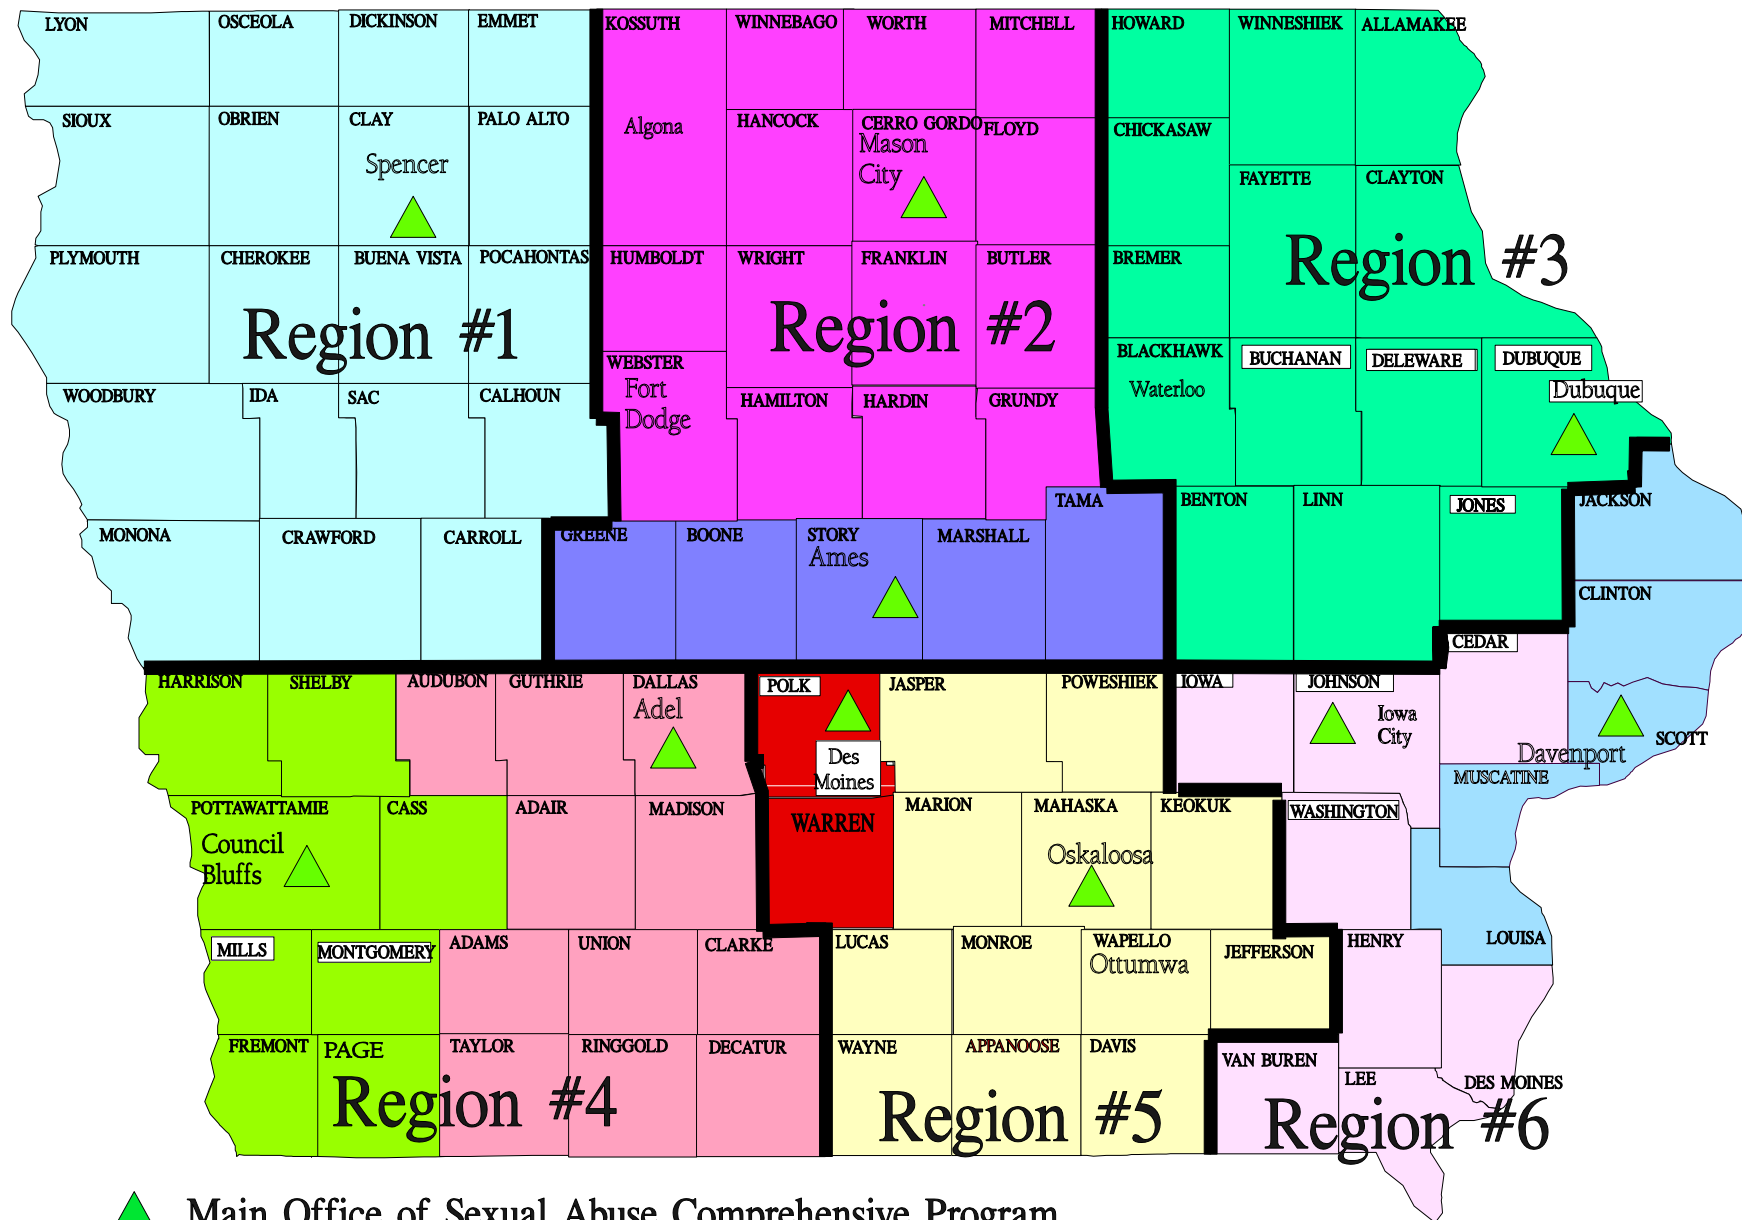 LYON
OSCEOLA
DICKINSON
EMMET
KOSSUTH
WINNEBAGO
WORTH
MITCHELL
HOWARD
WINNESHIEK
ALLAMAKEE
SIOUX
OBRIEN
CLAY
PALO ALTO
Algona
HANCOCK
CERRO GORDO
FLOYD
CHICKASAW
Spencer
Mason
City
FAYETTE
CLAYTON
PLYMOUTH
CHEROKEE
BUENA VISTA
POCAHONTAS
HUMBOLDT
WRIGHT
FRANKLIN
BUTLER
BREMER
Region #1
Region #2
Region #3
WEBSTER
Fort
Dodge
BLACKHAWK
Waterloo
BUCHANAN
DELEWARE
DUBUQUE
Dubuque
WOODBURY
IDA
SAC
CALHOUN
HAMILTON
HARDIN
GRUNDY
TAMA
BENTON
LINN
JONES
JACKSON
MONONA
CRAWFORD
CARROLL
GREENE
BOONE
STORY
Ames
MARSHALL
CLINTON
CEDAR
HARRISON
SHELBY
AUDUBON
GUTHRIE
DALLAS
Adel
POLK
Des
Moines
JASPER
POWESHIEK
IOWA
JOHNSON
Iowa
City
SCOTT
Davenport
MUSCATINE
POTTAWATTAMIE
Council
Bluffs
CASS
ADAIR
MADISON
WARREN
MARION
MAHASKA
Oskaloosa
KEOKUK
WASHINGTON
LOUISA
MILLS
MONTGOMERY
ADAMS
UNION
CLARKE
LUCAS
MONROE
WAPELLO
Ottumwa
JEFFERSON
HENRY
FREMONT
PAGE
TAYLOR
RINGGOLD
DECATUR
WAYNE
APPANOOSE
DAVIS
VAN BUREN
LEE
DES MOINES
Region #4
Region #5
Region #6
Main Office of Sexual Abuse Comprehensive Program